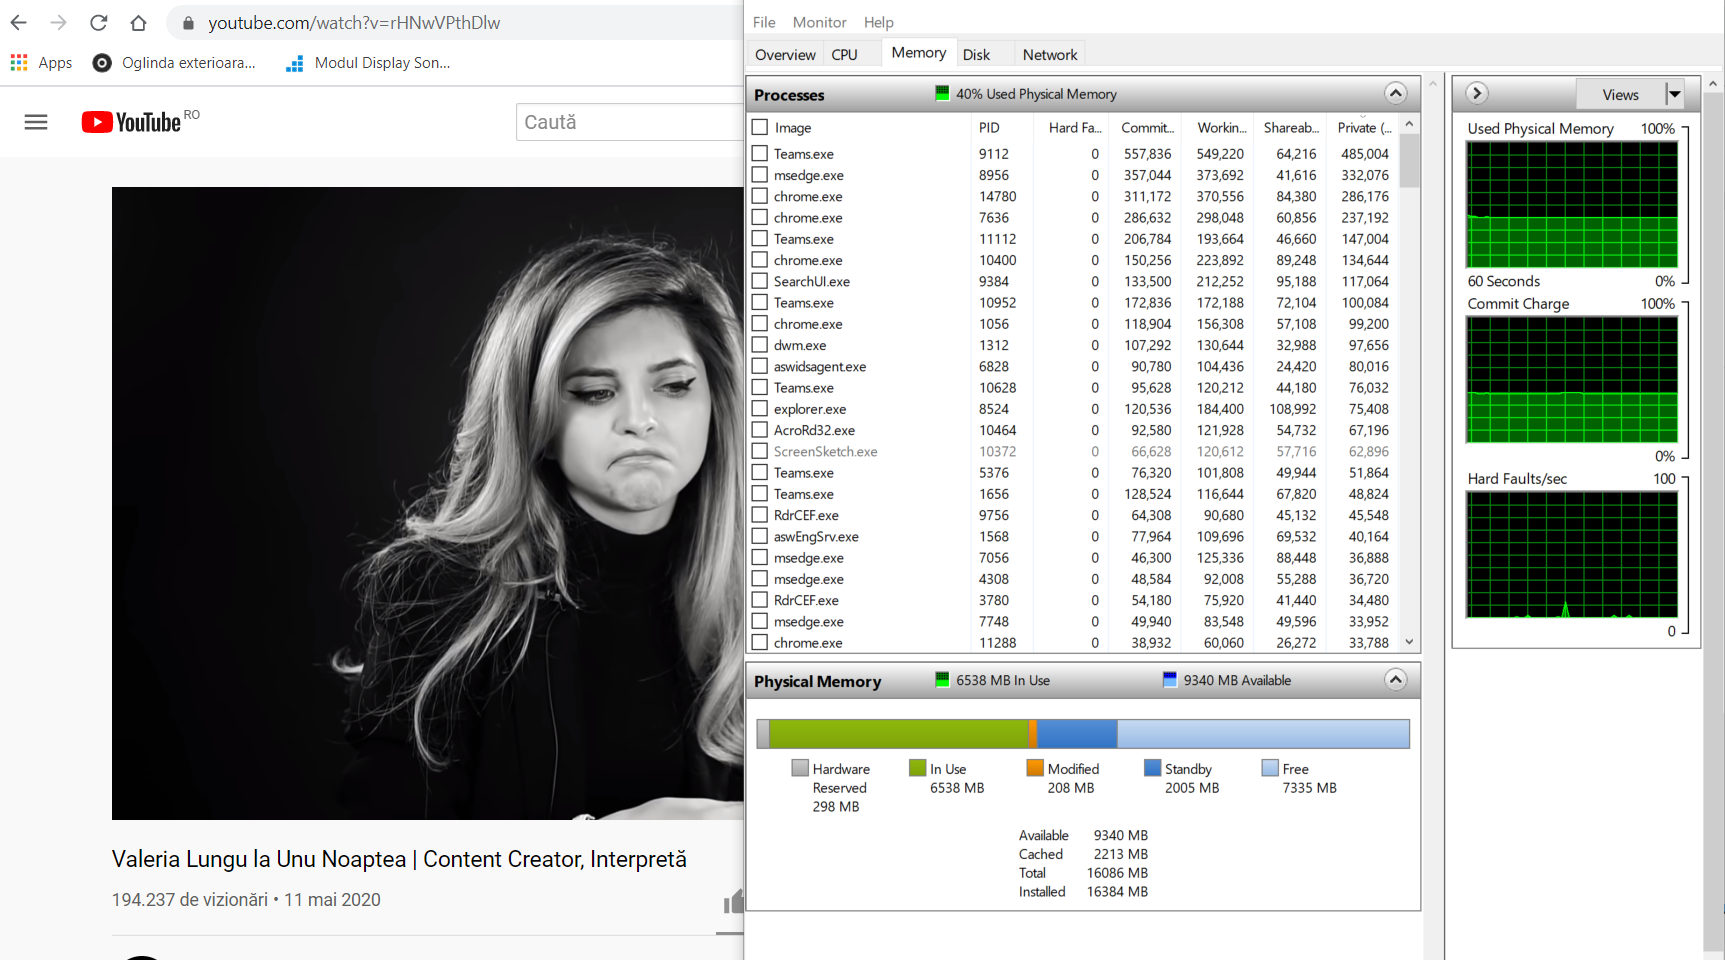 youtube.com/watch?v=rHNwVPthDlw
Apps
Oglinda exterioara...
Modul Display Son...
YouTube RO
Caută
Valeria Lungu la Unu Noaptea | Content Creator, Interpretă
194.237 de vizionări • 11 mai 2020
File Monitor Help
Overview CPU Memory Disk Network
Processes 40% Used Physical Memory
Image PID Hard Fa... Commit... Workin... Shareab... Private (...
Teams.exe 9112 0 557,836 549,220 64,216 485,004
msedge.exe 8956 0 357,044 373,692 41,616 332,076
chrome.exe 14780 0 311,172 370,556 84,380 286,176
chrome.exe 7636 0 286,632 298,048 60,856 237,192
Teams.exe 11112 0 206,784 193,664 46,660 147,004
chrome.exe 10400 0 150,256 223,892 89,248 134,644
SearchUI.exe 9384 0 133,500 212,252 95,188 117,064
Teams.exe 10952 0 172,836 172,188 72,104 100,084
chrome.exe 1056 0 118,904 156,308 57,108 99,200
dwm.exe 1312 0 107,292 130,644 32,988 97,656
aswidsagent.exe 6828 0 90,780 104,436 24,420 80,016
Teams.exe 10628 0 95,628 120,212 44,180 76,032
explorer.exe 8524 0 120,536 184,400 108,992 75,408
AcroRd32.exe 10464 0 92,580 121,928 54,732 67,196
ScreenSketch.exe 10372 0 66,628 120,612 57,716 62,896
Teams.exe 5376 0 76,320 101,808 49,944 51,864
Teams.exe 1656 0 128,524 116,644 67,820 48,824
RdrCEF.exe 9756 0 64,308 90,680 45,132 45,548
aswEngSrv.exe 1568 0 77,964 109,696 69,532 40,164
msedge.exe 7056 0 46,300 125,336 88,448 36,888
msedge.exe 4308 0 48,584 92,008 55,288 36,720
RdrCEF.exe 3780 0 54,180 75,920 41,440 34,480
msedge.exe 7748 0 49,940 83,548 49,596 33,952
chrome.exe 11288 0 38,932 60,060 26,272 33,788
Physical Memory 6538 MB In Use 9340 MB Available
Hardware Reserved 298 MB
In Use 6538 MB
Modified 208 MB
Standby 2005 MB
Free 7335 MB
Available 9340 MB
Cached 2213 MB
Total 16086 MB
Installed 16384 MB
Views
Used Physical Memory 100%
60 Seconds 0%
Commit Charge 100%
0%
Hard Faults/sec 100
0